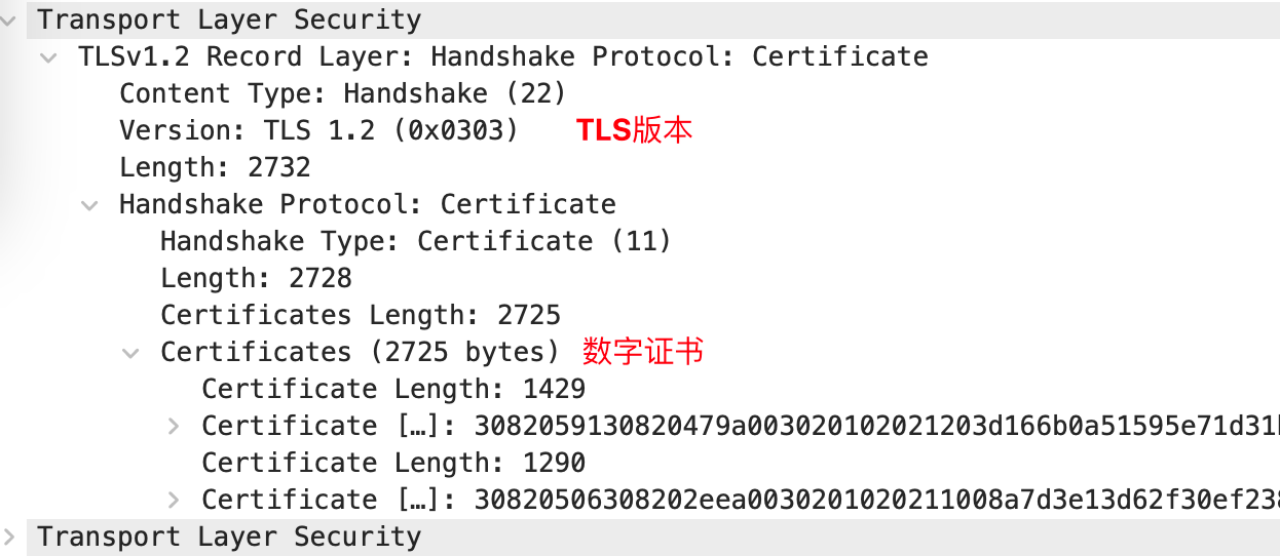 Transport Layer Security
TLSv1.2 Record Layer: Handshake Protocol: Certificate
Content Type: Handshake (22)
Version: TLS 1.2 (0x0303) TLS版本
Length: 2732
Handshake Protocol: Certificate
Handshake Type: Certificate (11)
Length: 2728
Certificates Length: 2725
Certificates (2725 bytes) 数字证书
Certificate Length: 1429
Certificate […]: 3082059130820479a003020102021203d166b0a51595e71d31
Certificate Length: 1290
Certificate […]: 30820506308202eea0030201020211008a7d3e13d62f30ef23
Transport Layer Security